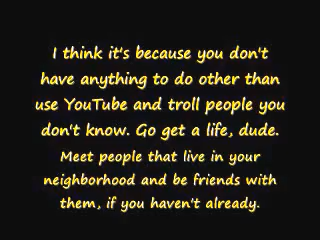 I think it's because you don't
have anything to do other than
use YouTube and troll people you
don't know. Go get a life, dude.
Meet people that live in your
neighborhood and be friends with
them, if you haven't already.